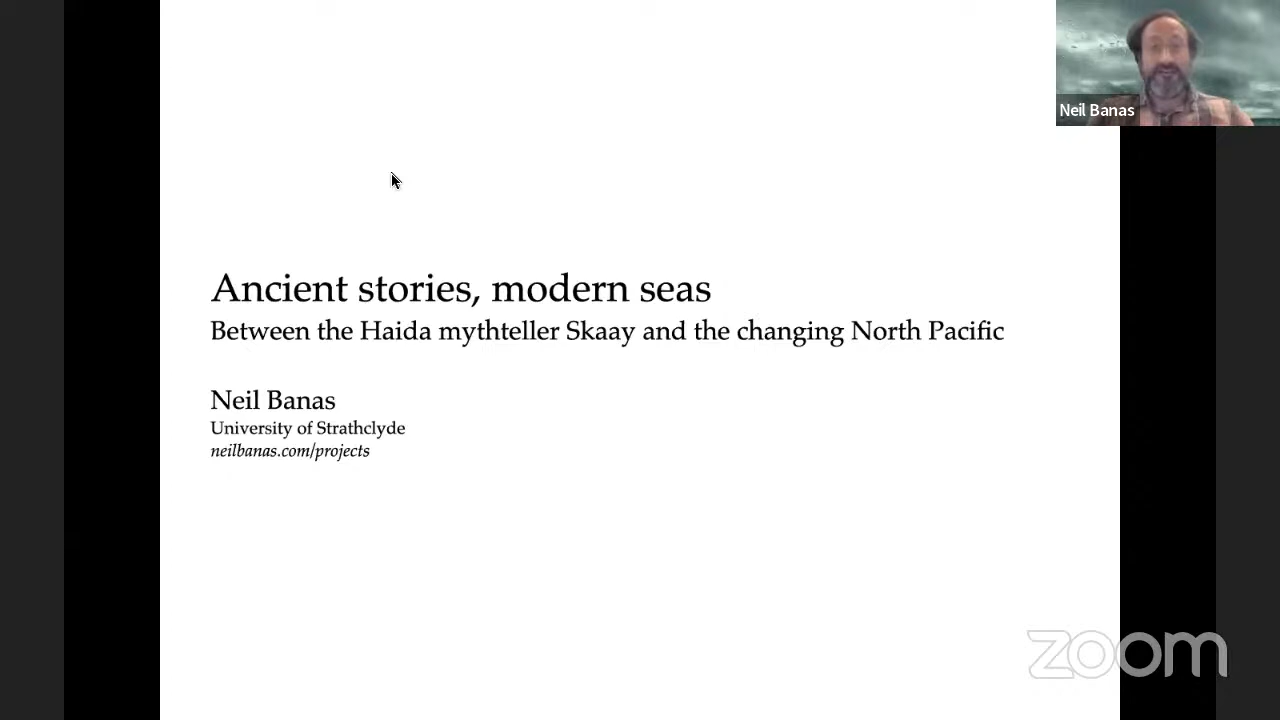 Neil Banas
Ancient stories, modern seas
Between the Haida mythteller Skaay and the changing North Pacific
Neil Banas
University of Strathclyde
neilbanas.com/projects
zoom